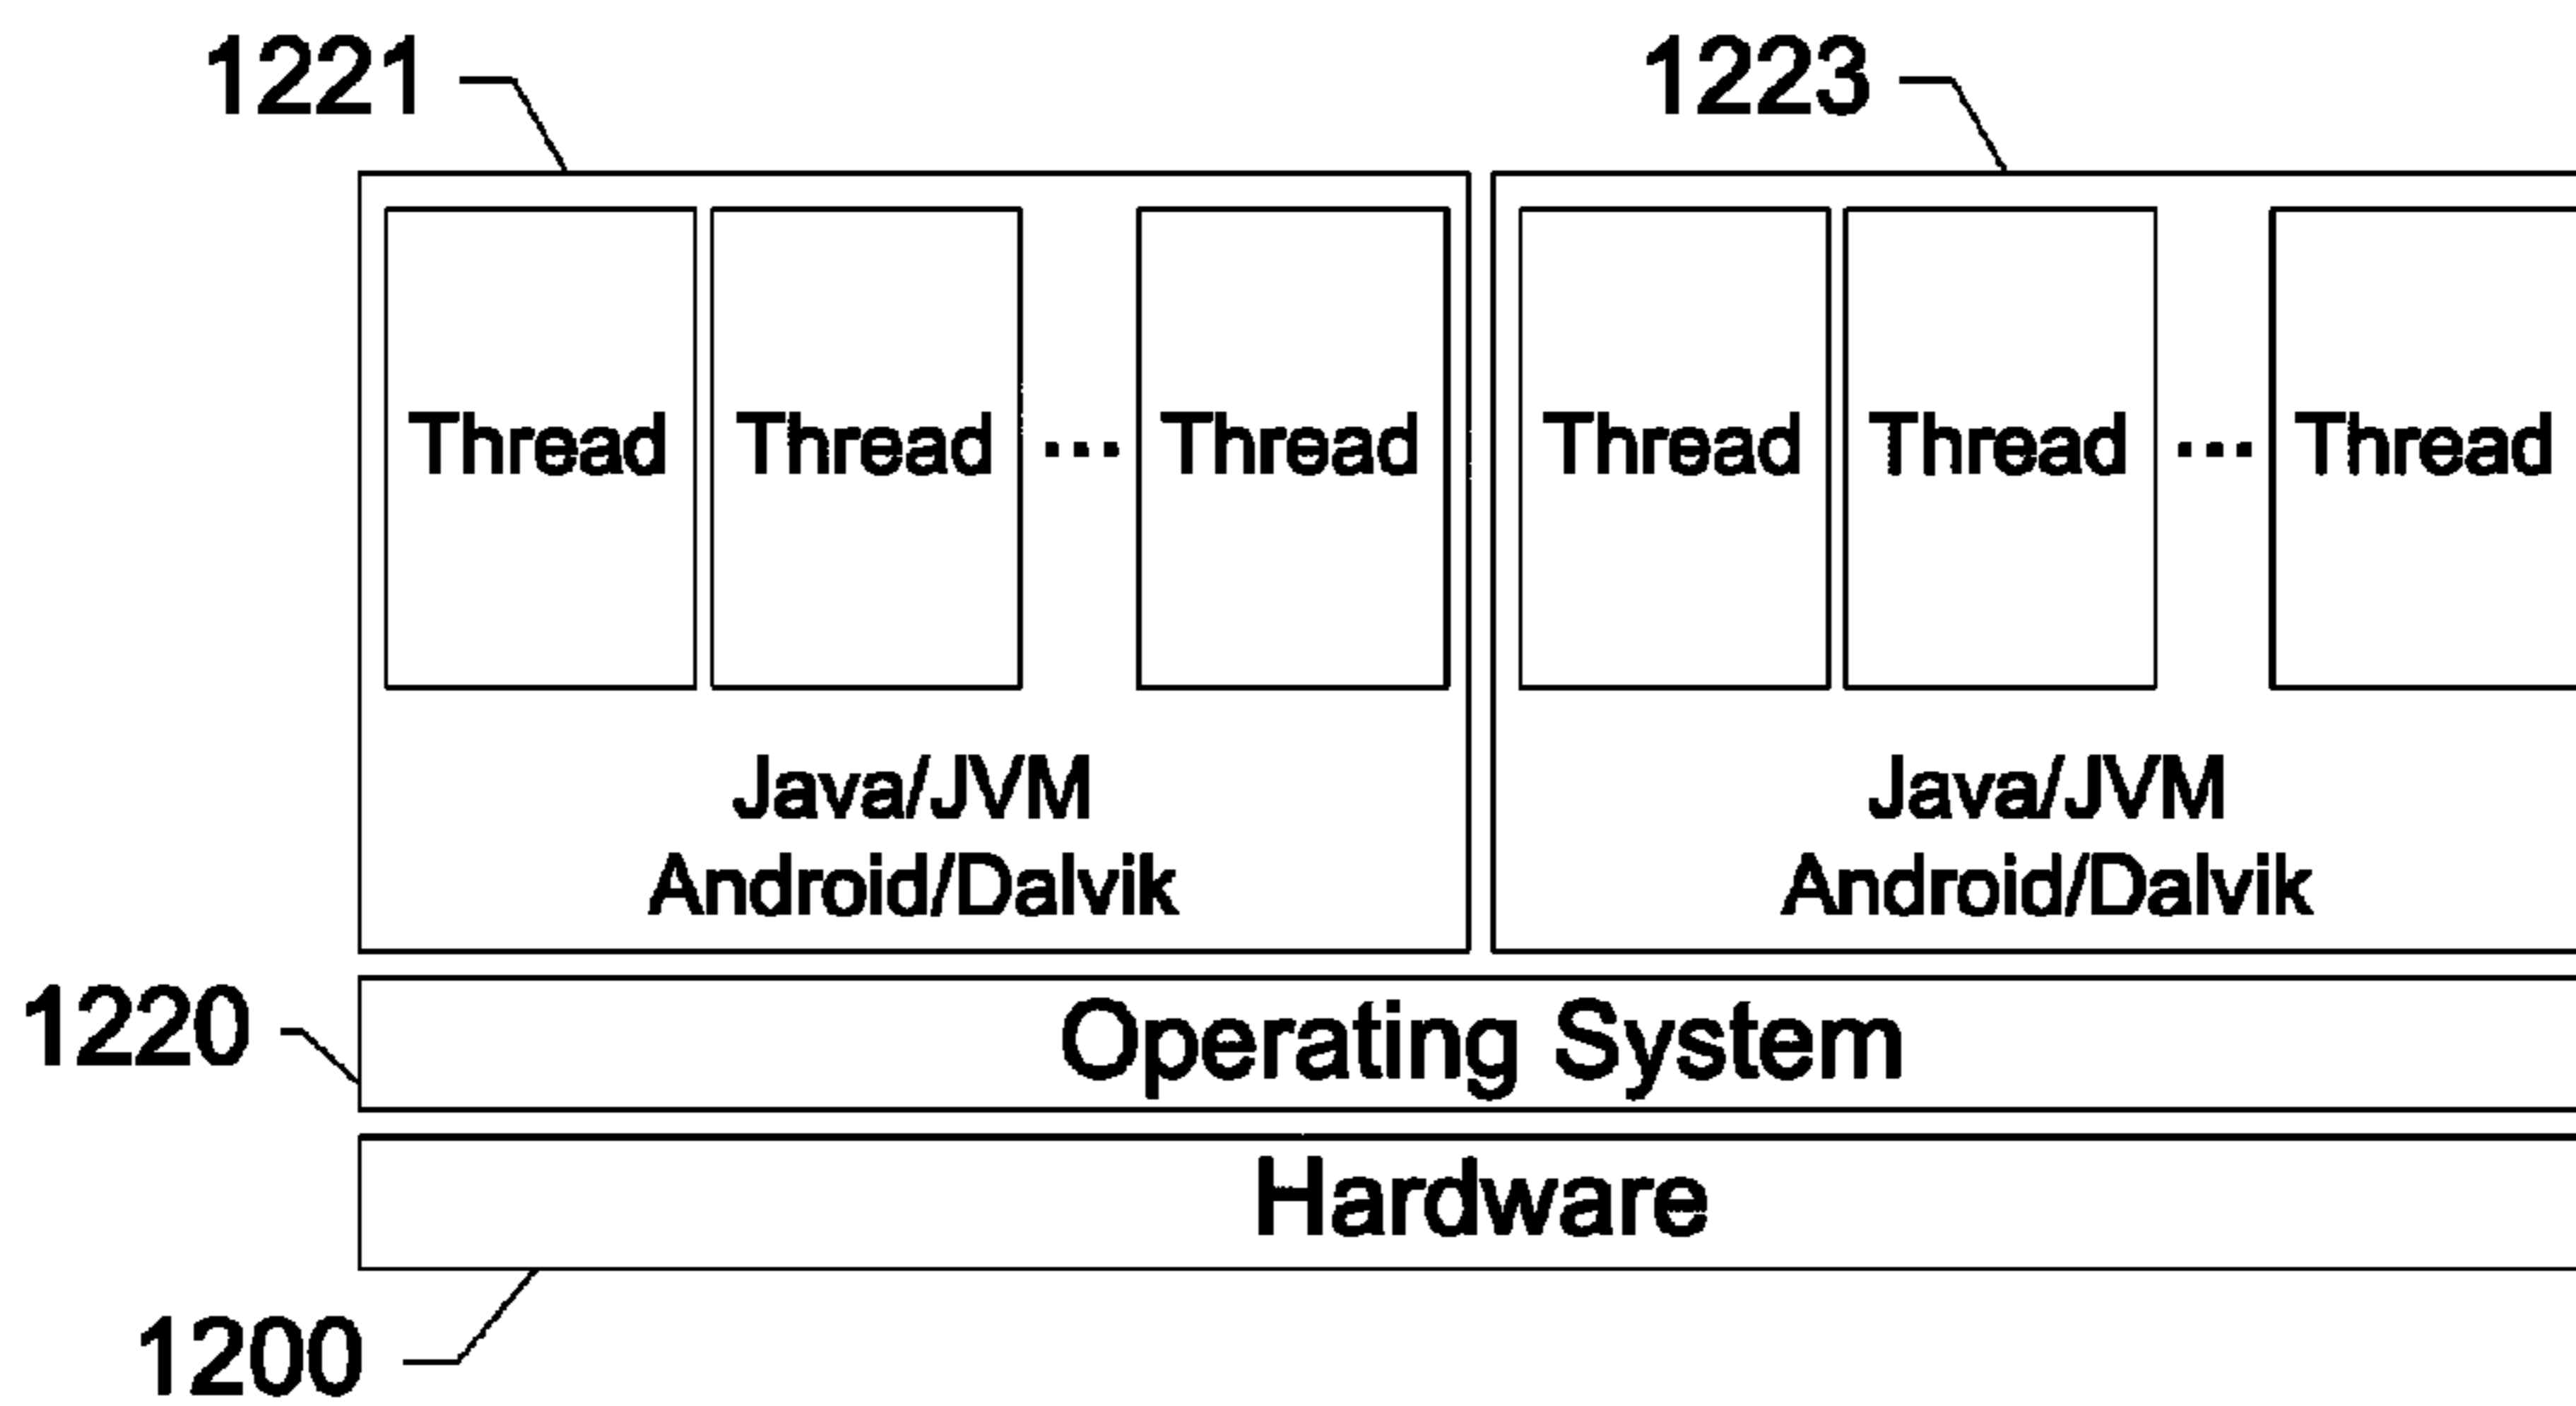 1221 1223
Thread Thread ... Thread Thread Thread ... Thread
Java/JVM Java/JVM
Android/Dalvik Android/Dalvik
1220 Operating System
Hardware
1200